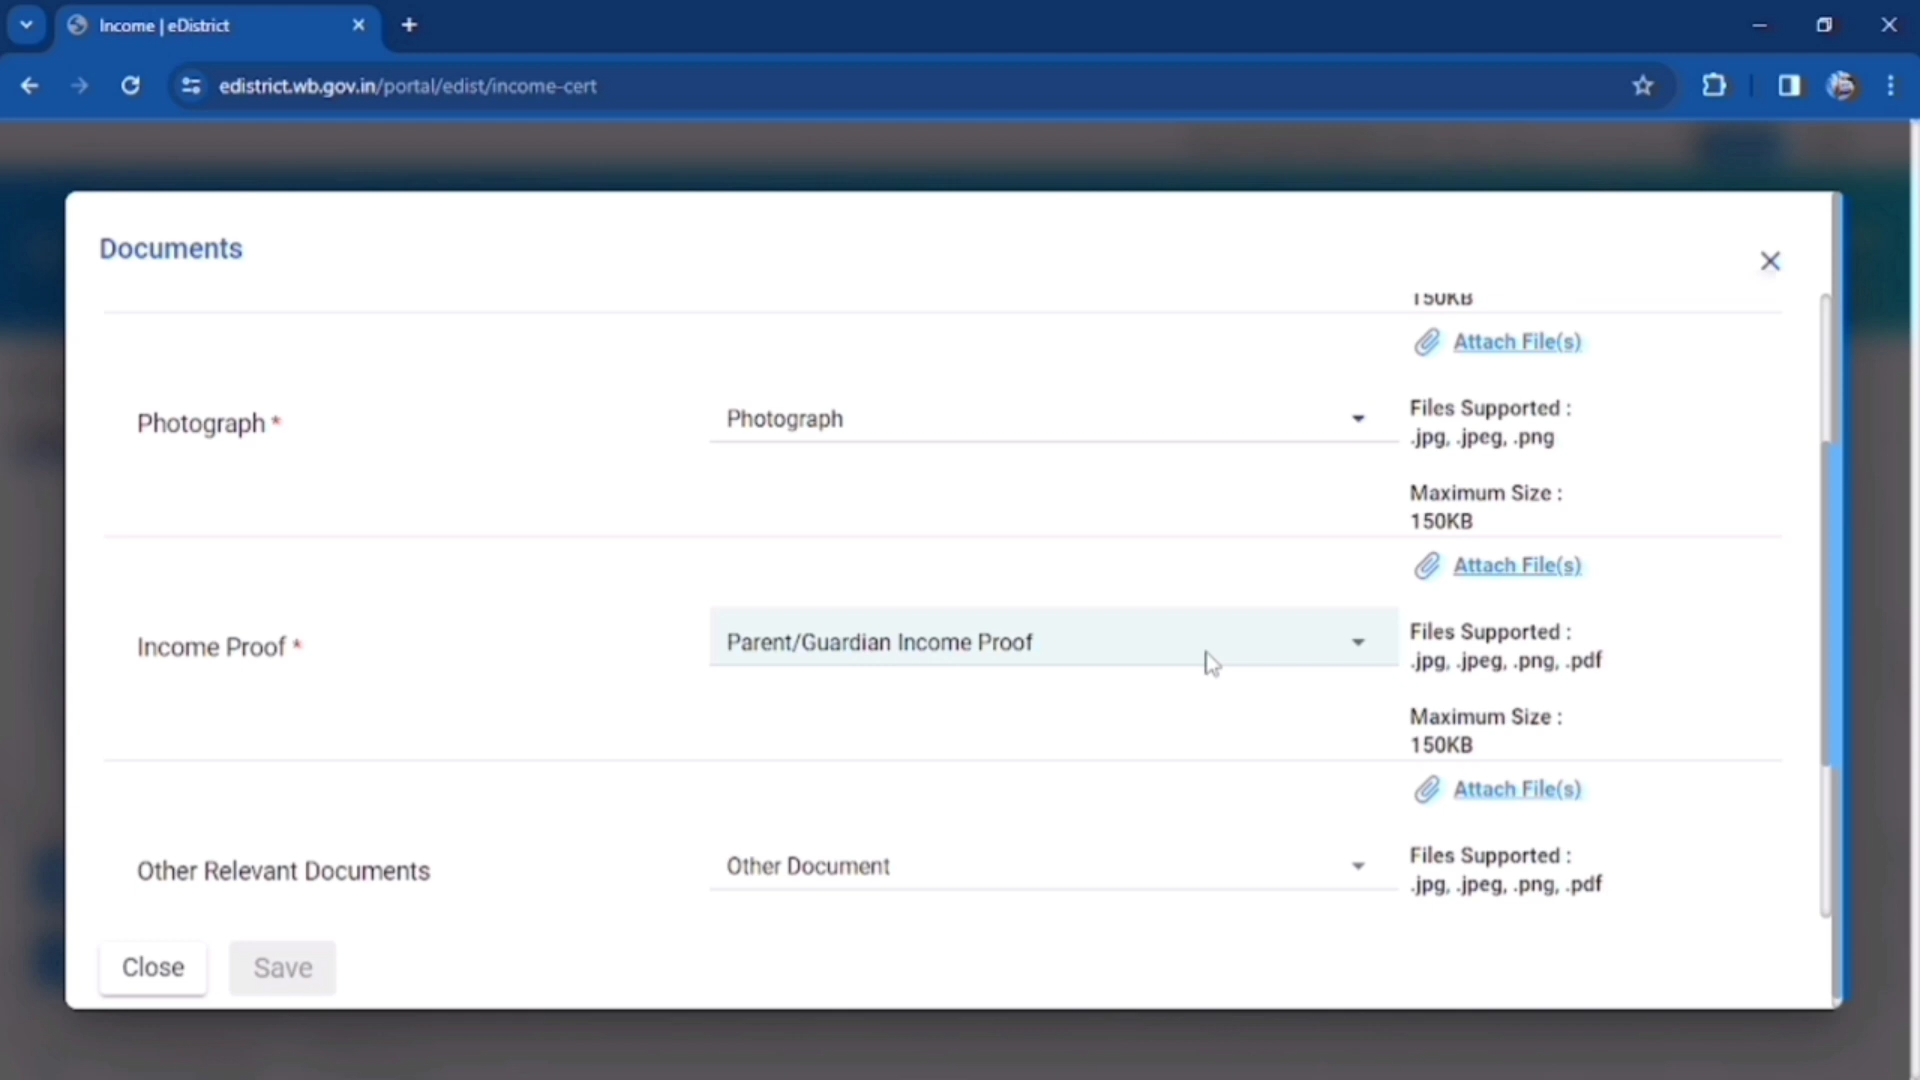 Income | eDistrict
edistrict.wb.gov.in/portal/edist/income-cert
Documents
150KB
Attach File(s)
Photograph *
Photograph
Files Supported :
.jpg, .jpeg, .png
Maximum Size :
150KB
Attach File(s)
Income Proof *
Parent/Guardian Income Proof
Files Supported :
.jpg, .jpeg, .png, .pdf
Maximum Size :
150KB
Attach File(s)
Other Relevant Documents
Other Document
Files Supported :
.jpg, .jpeg, .png, .pdf
Close
Save